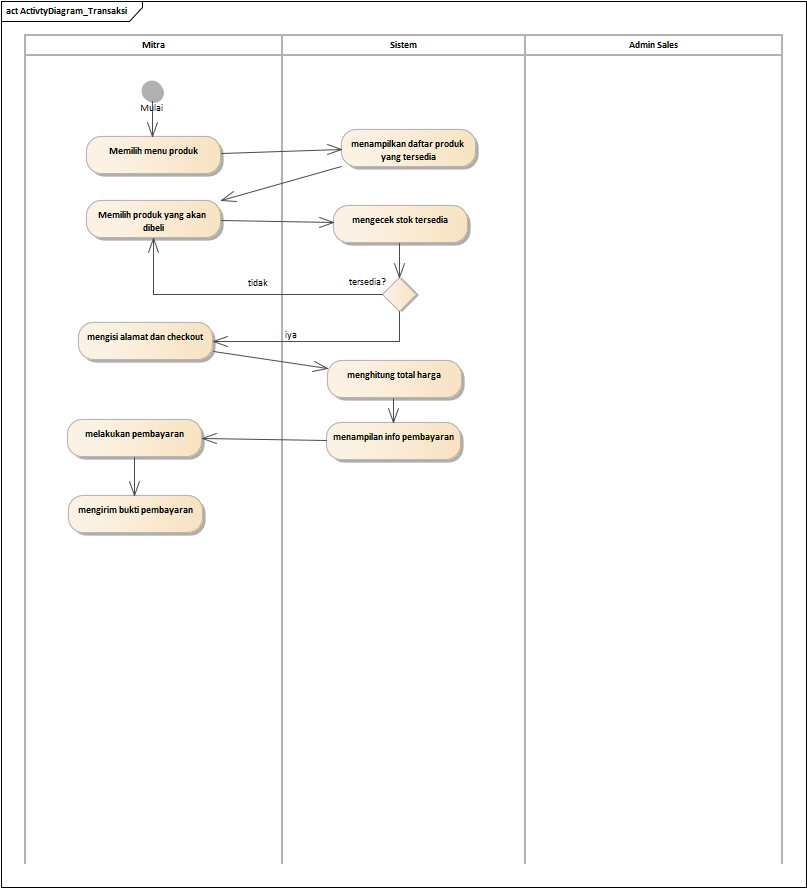 act ActivtyDiagram_Transaksi
Mitra
Sistem
Admin Sales
Mulai
Memilih menu produk
menampilkan daftar produk
yang tersedia
Memilih produk yang akan
dibeli
mengecek stok tersedia
tersedia?
tidak
iya
mengisi alamat dan checkout
menghitung total harga
menampilan info pembayaran
melakukan pembayaran
mengirim bukti pembayaran